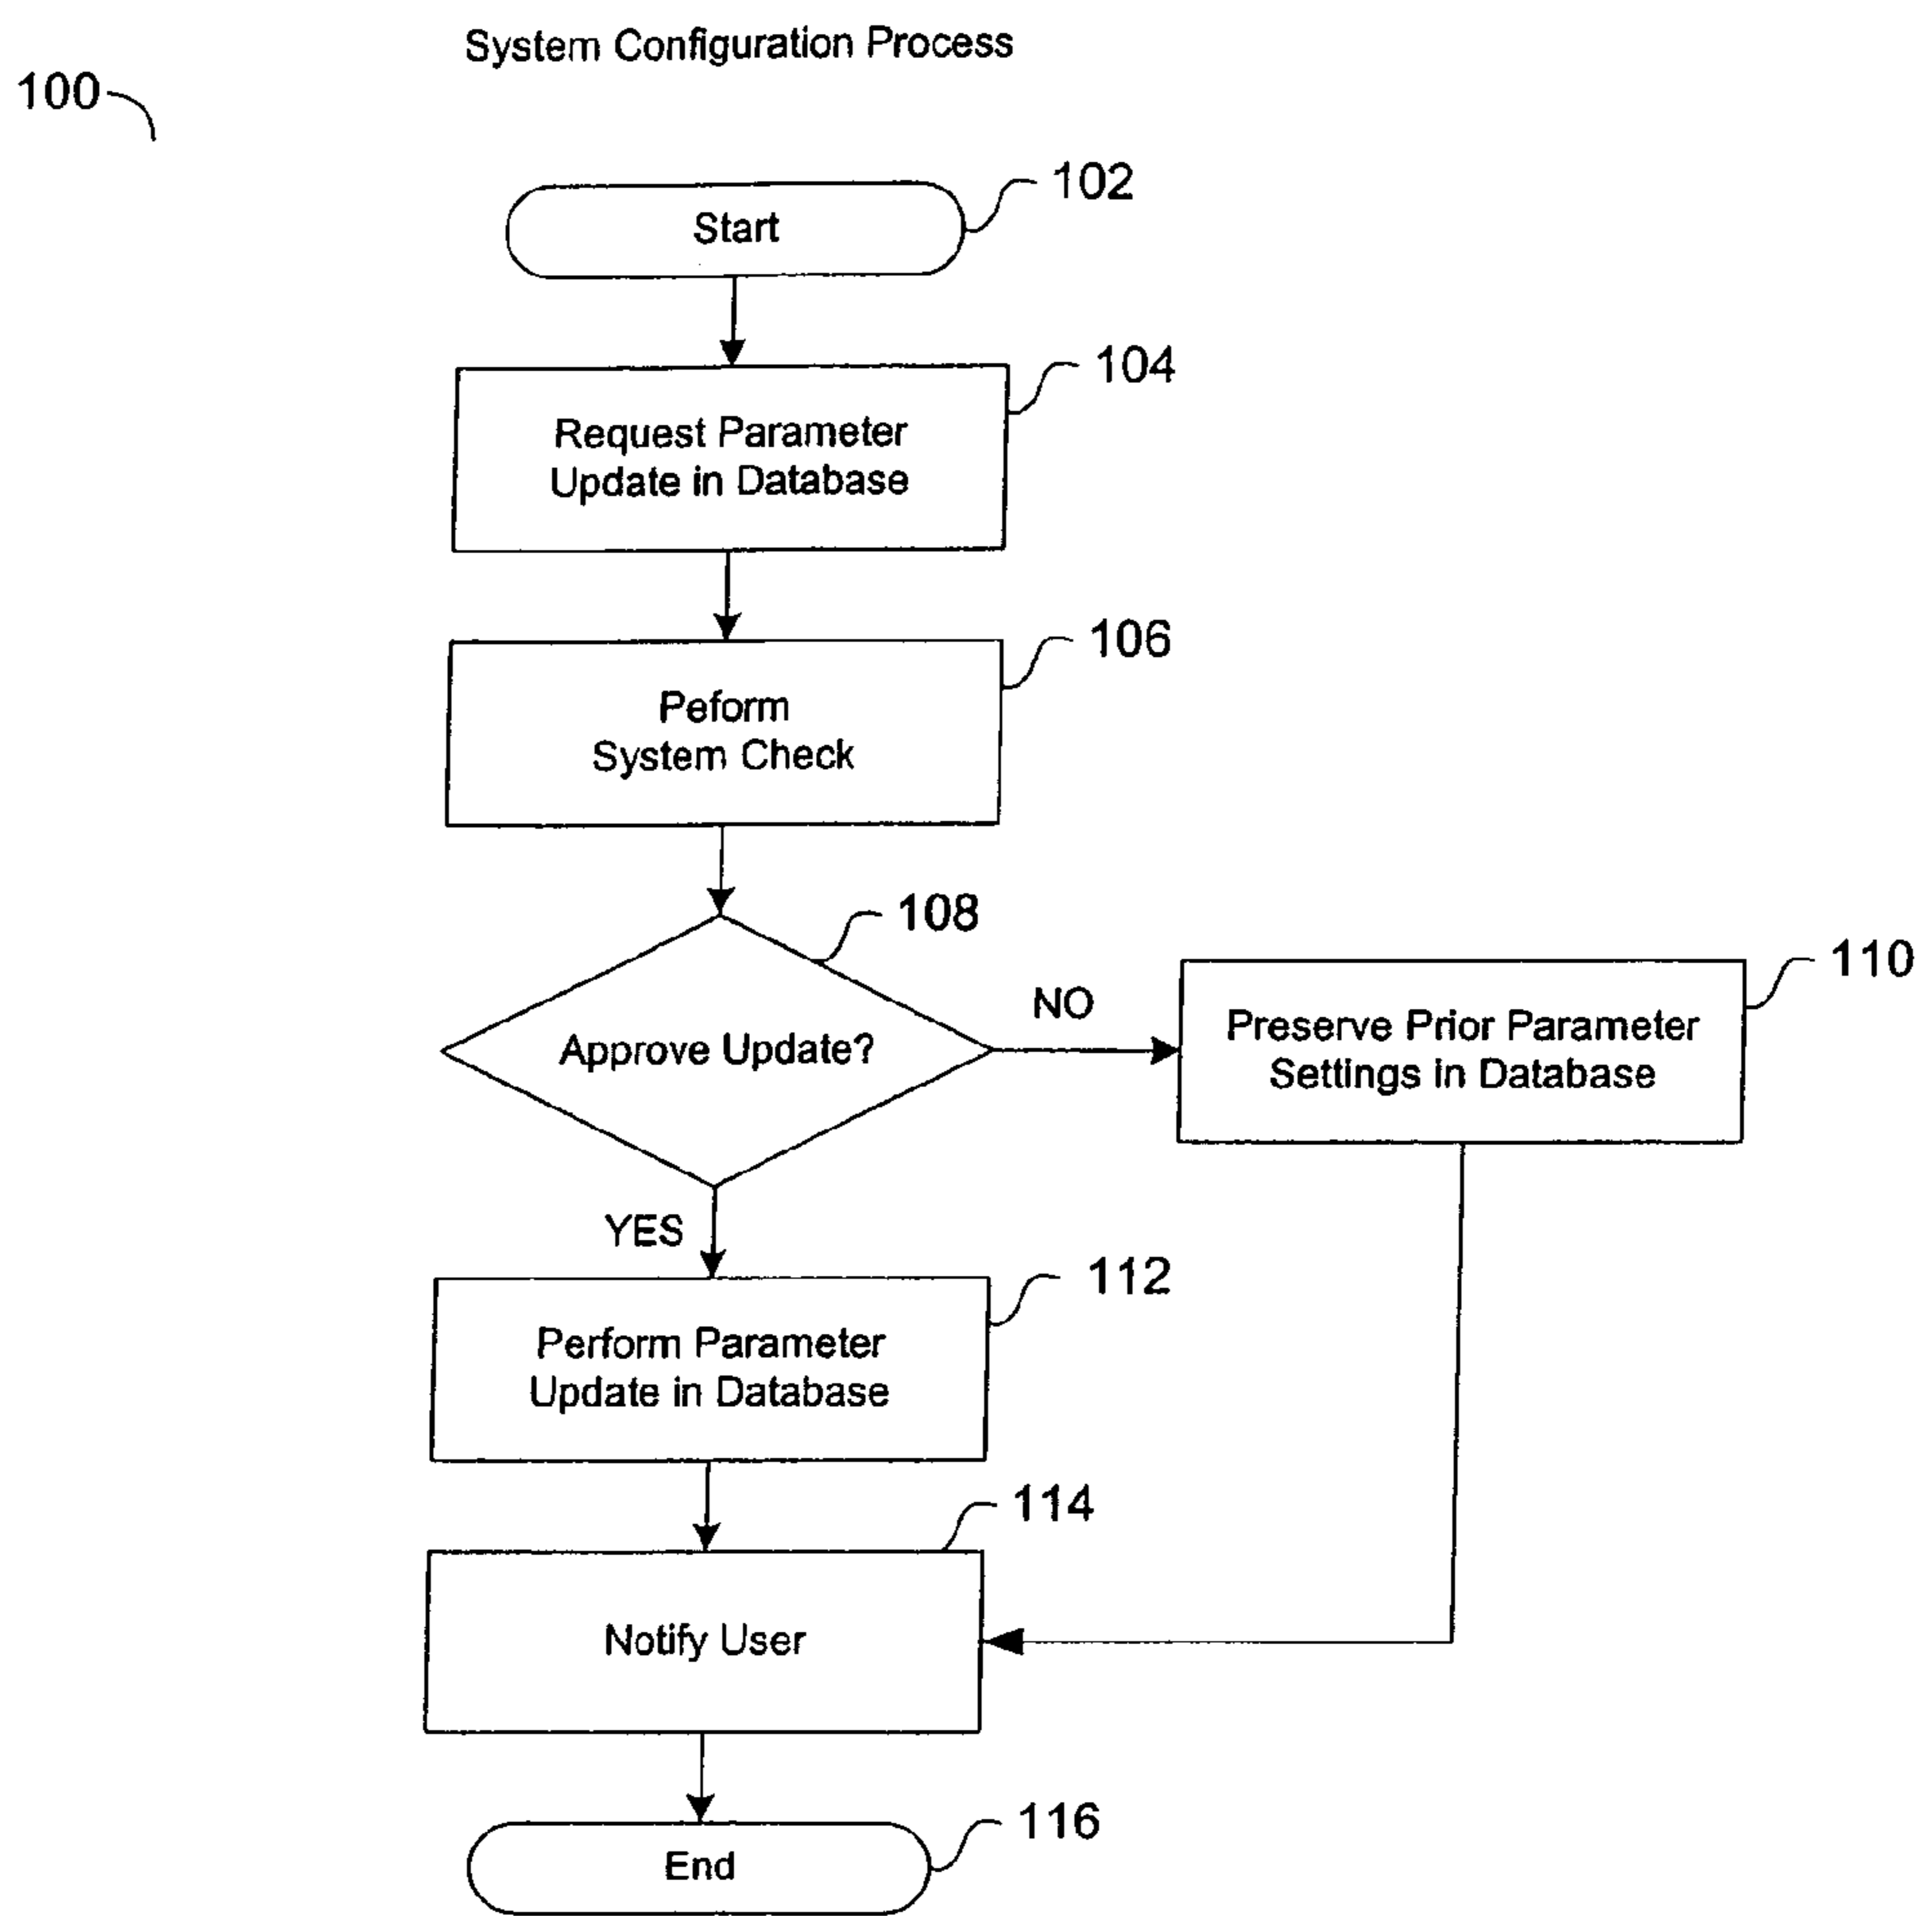 System Configuration Process
100
102
Start
104
Request Parameter
Update in Database
106
Peform
System Check
108
Approve Update?
NO
110
Preserve Prior Parameter
Settings in Database
YES
112
Perform Parameter
Update in Database
114
Notify User
116
End